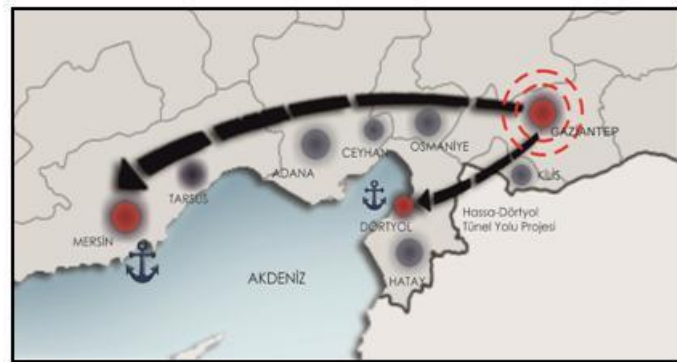 GAZİANTEP
OSMANİYE
CEYHAN
ADANA
KİLİS
TARSUS
DÖRTYOL
Hassa-Dörtyol
Tünel Yolu Projesi
MERSİN
HATAY
AKDENİZ